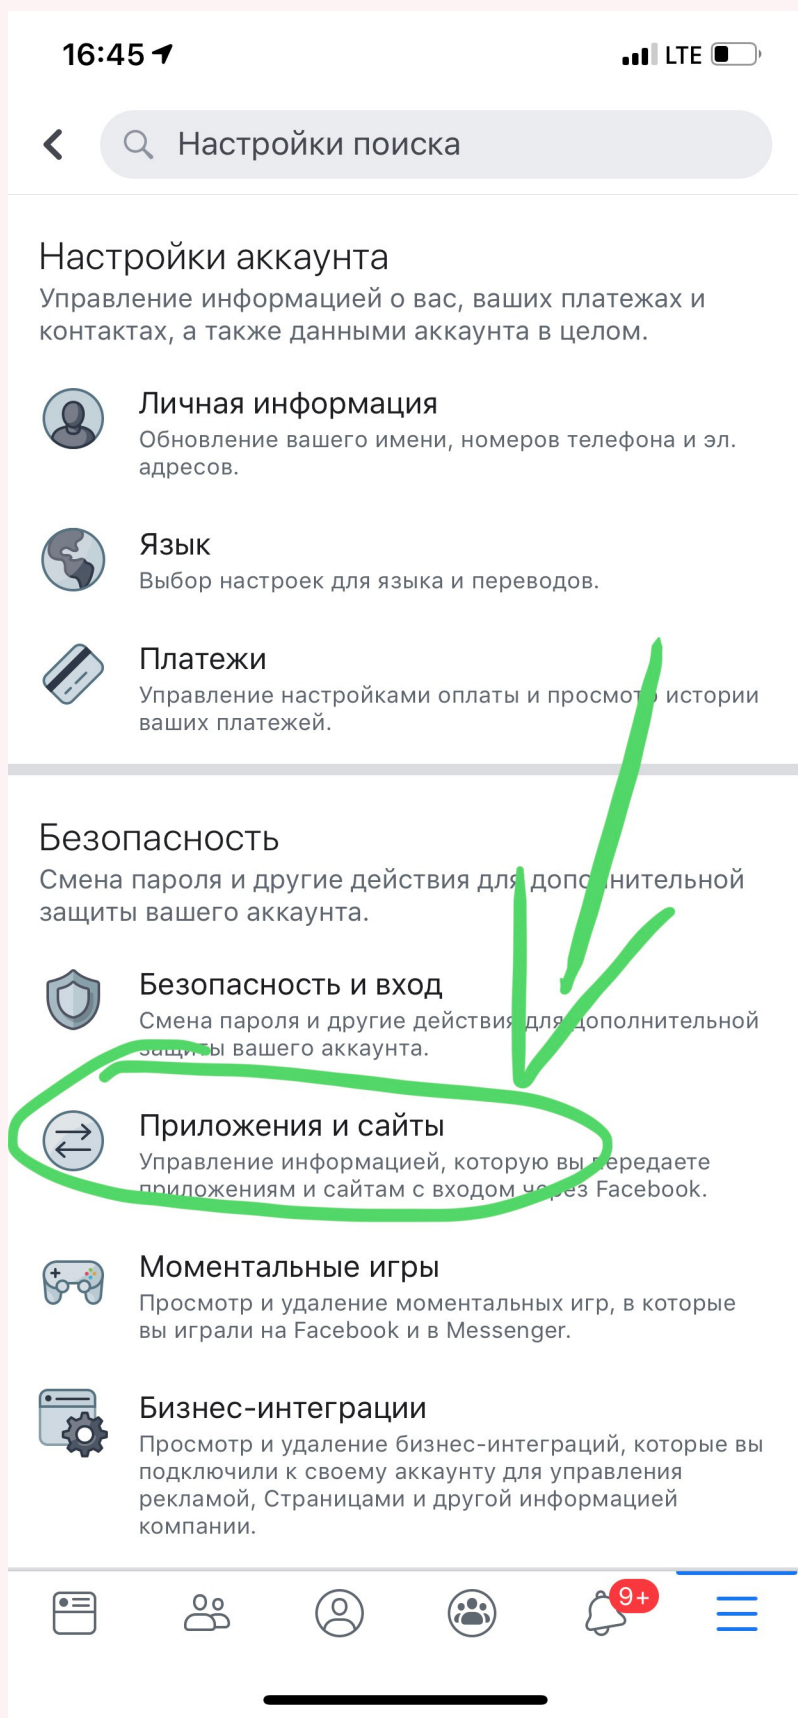 16:45
LTE
Настройки поиска
Настройки аккаунта
Управление информацией о вас, ваших платежах и
контактах, а также данными аккаунта в целом.
Личная информация
Обновление вашего имени, номеров телефона и эл.
адресов.
Язык
Выбор настроек для языка и переводов.
Платежи
Управление настройками оплаты и просмотр истории
ваших платежей.
Безопасность
Смена пароля и другие действия для дополнительной
защиты вашего аккаунта.
Безопасность и вход
Смена пароля и другие действия для дополнительной
защиты вашего аккаунта.
Приложения и сайты
Управление информацией, которую вы передаете
приложениям и сайтам с входом через Facebook.
Моментальные игры
Просмотр и удаление моментальных игр, в которые
вы играли на Facebook и в Messenger.
Бизнес-интеграции
Просмотр и удаление бизнес-интеграций, которые вы
подключили к своему аккаунту для управления
рекламой, Страницами и другой информацией
компании.
9+